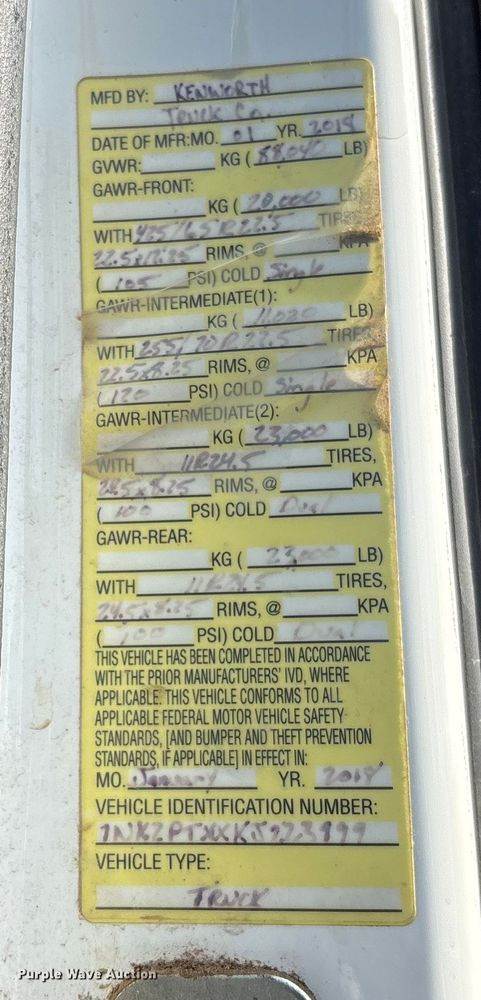 MFD BY: KENWORTH
Truck Co.
DATE OF MFR:MO. 01 YR. 2018
GVWR: KG ( 88,040 LB)
GAWR-FRONT:
KG ( 20,000 LB)
WITH 425/65R22.5 TIRES,
22.5x12.25 RIMS, @ KPA
( 105 PSI) COLD Single
GAWR-INTERMEDIATE(1):
KG ( LB)
WITH 255/70R22.5 TIRES
22.5x8.25 RIMS, @ KPA
( 120 PSI) COLD Single
GAWR-INTERMEDIATE(2):
KG ( 23,000 LB)
WITH 11R24.5 TIRES,
RIMS, @ KPA
( 100 PSI) COLD Dual
GAWR-REAR:
KG ( 23,000 LB)
WITH 11R24.5 TIRES,
24.5x8.25 RIMS, @ KPA
( 100 PSI) COLD Dual
THIS VEHICLE HAS BEEN COMPLETED IN ACCORDANCE
WITH THE PRIOR MANUFACTURERS' IVD, WHERE
APPLICABLE. THIS VEHICLE CONFORMS TO ALL
APPLICABLE FEDERAL MOTOR VEHICLE SAFETY
STANDARDS, [AND BUMPER AND THEFT PREVENTION
STANDARDS, IF APPLICABLE] IN EFFECT IN:
MO. January YR. 2018
VEHICLE IDENTIFICATION NUMBER:
VEHICLE TYPE:
TRUCK
Purple Wave Auction